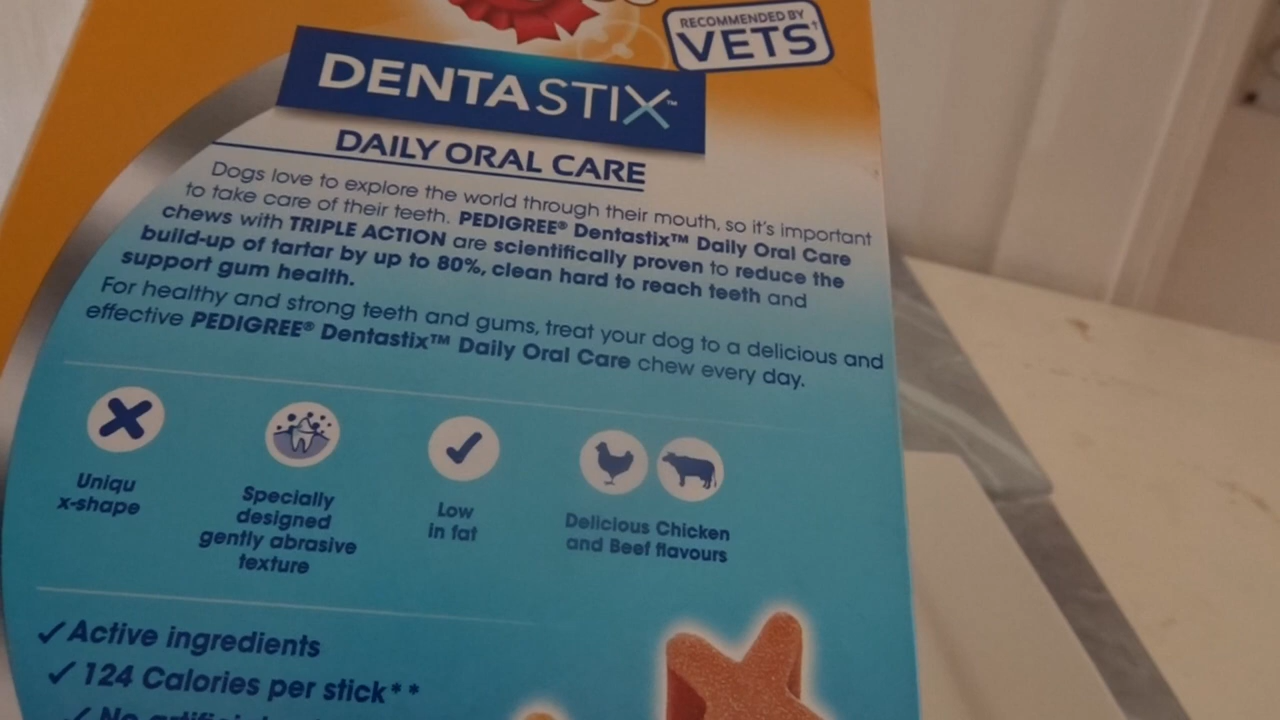 RECOMMENDED BY
VETS†
DENTASTIX™
DAILY ORAL CARE
Dogs love to explore the world through their mouth, so it's important
to take care of their teeth. PEDIGREE® Dentastix™ Daily Oral Care
chews with TRIPLE ACTION are scientifically proven to reduce the
build-up of tartar by up to 80%, clean hard to reach teeth and
support gum health.
For healthy and strong teeth and gums, treat your dog to a delicious and
effective PEDIGREE® Dentastix™ Daily Oral Care chew every day.
Uniqu
x-shape
Specially
designed
gently abrasive
texture
Low
in fat
Delicious Chicken
and Beef flavours
✓ Active ingredients
✓ 124 Calories per stick**
✓ No